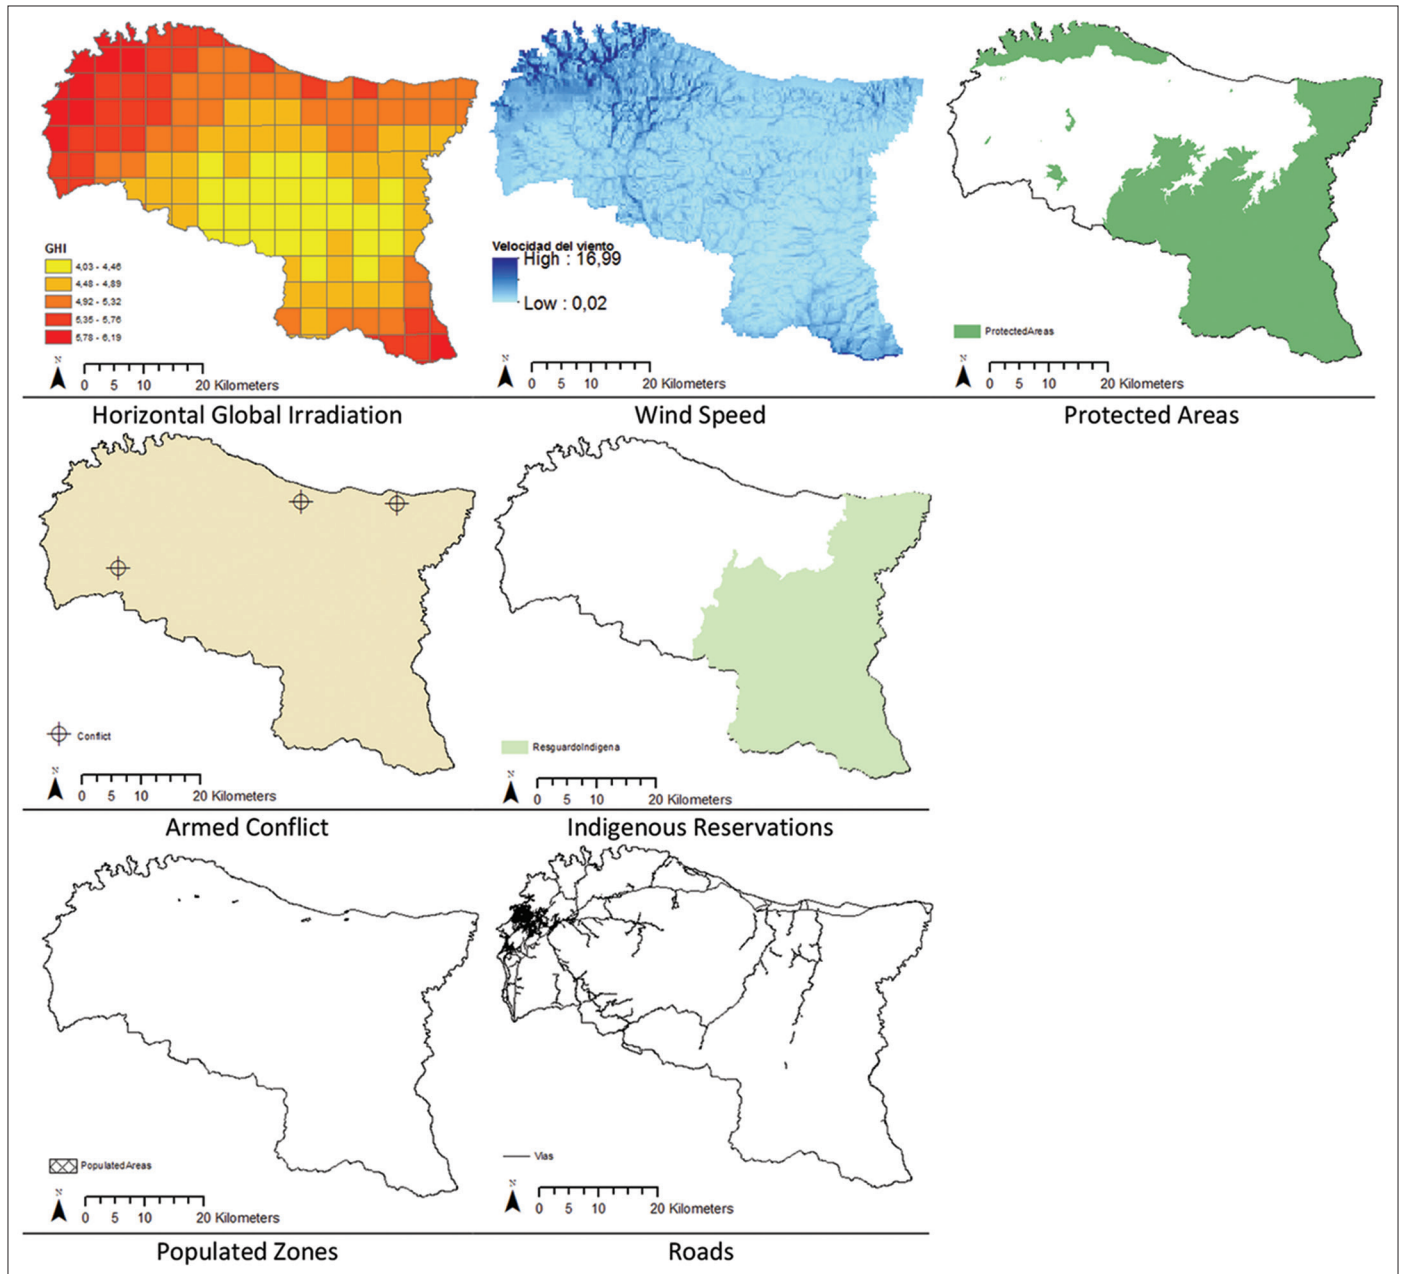 GHI
4,03 - 4,46
4,48 - 4,89
4,92 - 5,32
5,35 - 5,76
5,78 - 6,19
N
0 5 10 20 Kilometers
Horizontal Global Irradiation
Velocidad del viento
High : 16,99
Low : 0,02
N
0 5 10 20 Kilometers
Wind Speed
ProtectedAreas
N
0 5 10 20 Kilometers
Protected Areas
Conflict
N
0 5 10 20 Kilometers
Armed Conflict
ResguardoIndigena
N
0 5 10 20 Kilometers
Indigenous Reservations
PopulatedAreas
N
0 5 10 20 Kilometers
Populated Zones
Vias
N
0 5 10 20 Kilometers
Roads